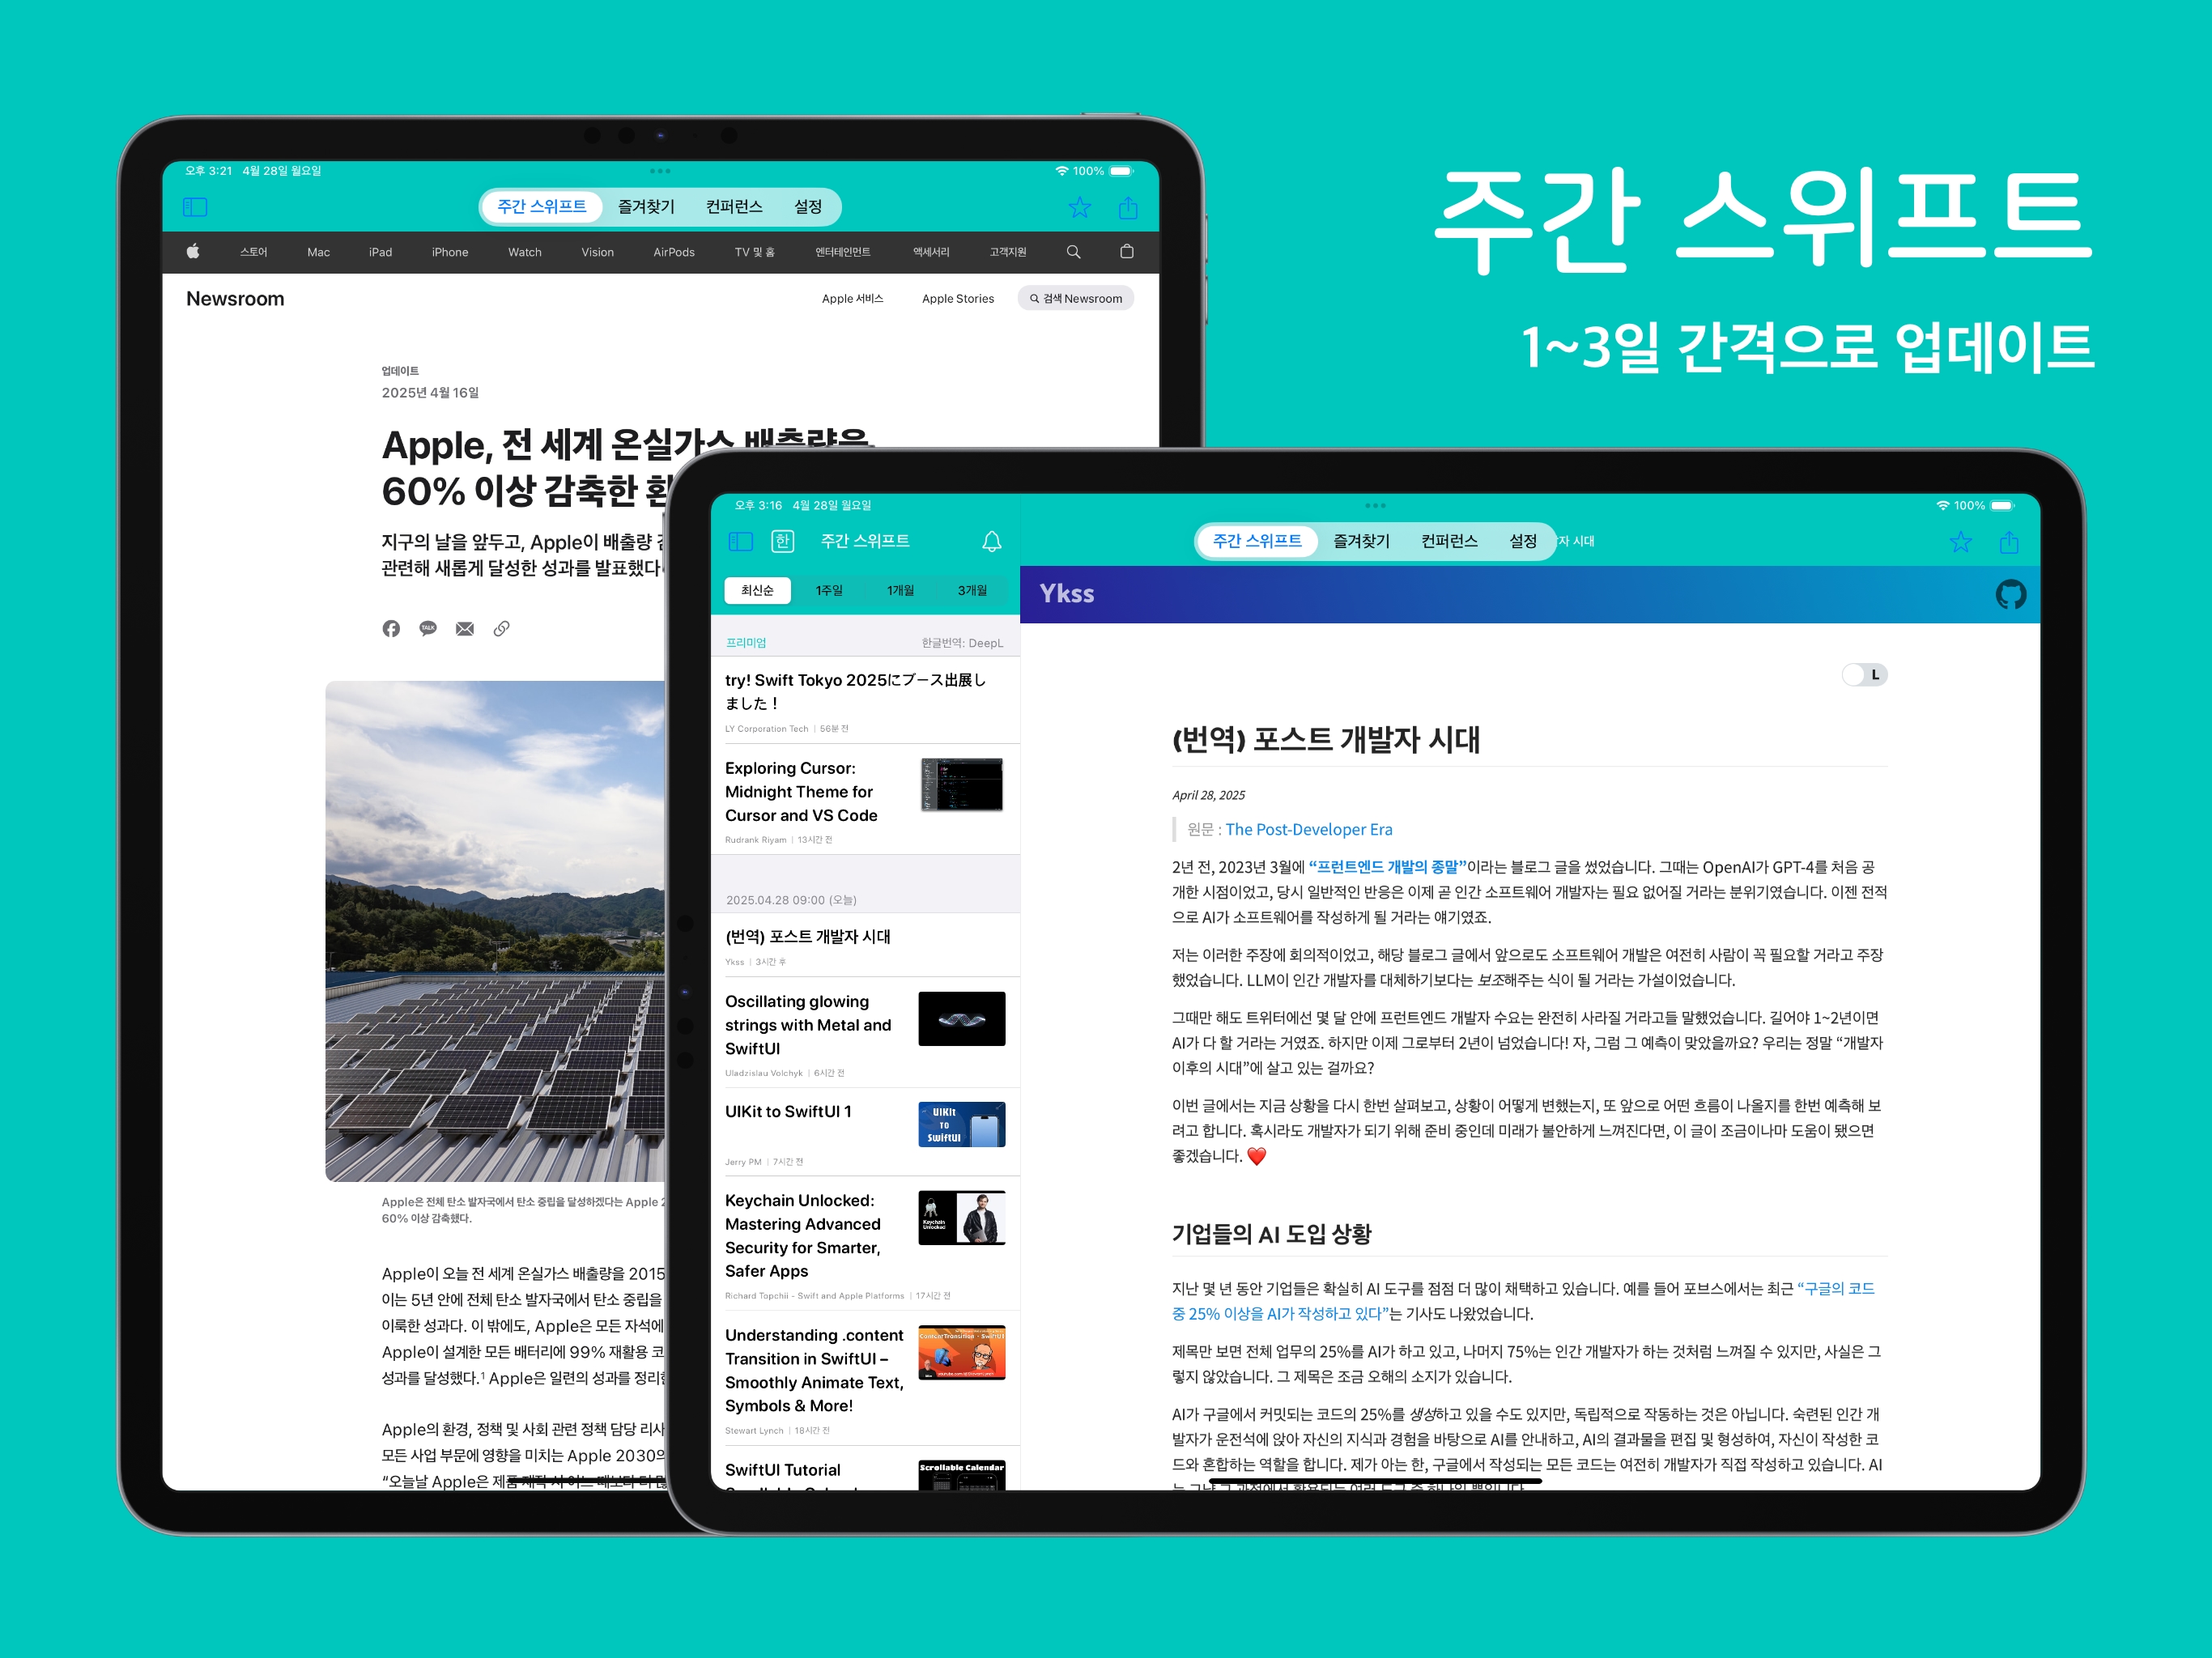 주간 스위프트
1~3일 간격으로 업데이트
오후 3:21 4월 28일 월요일
100%
주간 스위프트 즐겨찾기 컨퍼런스 설정
스토어 Mac iPad iPhone Watch Vision AirPods TV 및 홈 엔터테인먼트 액세서리 고객지원
Newsroom
Apple 서비스 Apple Stories 검색 Newsroom
업데이트
2025년 4월 16일
Apple, 전 세계 온실가스 배출량을
60% 이상 감축한
지구의 날을 앞두고, Apple이 배출량
관련해 새롭게 달성한 성과를 발표했다
TALK
Apple은 전체 탄소 발자국에서 탄소 중립을 달성하겠다는 Apple
60% 이상 감축했다.
Apple이 오늘 전 세계 온실가스 배출량을 2015
이는 5년 안에 전체 탄소 발자국에서 탄소 중립을
이룩한 성과다. 이 밖에도, Apple은 모든 자석에
Apple이 설계한 모든 배터리에 99% 재활용 코
성과를 달성했다.¹ Apple은 일련의 성과를 정리한
Apple의 환경, 정책 및 사회 관련 정책 담당 리사
모든 사업 부문에 영향을 미치는 Apple 2030의
“오늘날 Apple은 제품 제작 시 어느 때보다 더 많
오후 3:16 4월 28일 월요일
한 주간 스위프트
최신순 1주일 1개월 3개월
프리미엄 한글번역: DeepL
try! Swift Tokyo 2025にブース出展し
ました！
LY Corporation Tech | 56분 전
Exploring Cursor:
Midnight Theme for
Cursor and VS Code
Rudrank Riyam | 13시간 전
2025.04.28 09:00 (오늘)
(번역) 포스트 개발자 시대
Ykss | 3시간 후
Oscillating glowing
strings with Metal and
SwiftUI
Uladzislau Volchyk | 6시간 전
UIKit to SwiftUI 1
UIKit
TO
SwiftUI
Jerry PM | 7시간 전
Keychain Unlocked:
Mastering Advanced
Security for Smarter,
Safer Apps
Keychain
Unlocked
Richard Topchii - Swift and Apple Platforms | 17시간 전
Understanding .content
Transition in SwiftUI –
Smoothly Animate Text,
Symbols & More!
ContentTransition - SwiftUI
Stewart Lynch | 18시간 전
SwiftUI Tutorial
Scrollable Calendar
100%
주간 스위프트 즐겨찾기 컨퍼런스 설정 자 시대
Ykss
L
(번역) 포스트 개발자 시대
April 28, 2025
원문 : The Post-Developer Era
2년 전, 2023년 3월에 “프런트엔드 개발의 종말”이라는 블로그 글을 썼었습니다. 그때는 OpenAI가 GPT-4를 처음 공
개한 시점이었고, 당시 일반적인 반응은 이제 곧 인간 소프트웨어 개발자는 필요 없어질 거라는 분위기였습니다. 이젠 전적
으로 AI가 소프트웨어를 작성하게 될 거라는 얘기였죠.
저는 이러한 주장에 회의적이었고, 해당 블로그 글에서 앞으로도 소프트웨어 개발은 여전히 사람이 꼭 필요할 거라고 주장
했었습니다. LLM이 인간 개발자를 대체하기보다는 보조해주는 식이 될 거라는 가설이었습니다.
그때만 해도 트위터에선 몇 달 안에 프런트엔드 개발자 수요는 완전히 사라질 거라고들 말했었습니다. 길어야 1~2년이면
AI가 다 할 거라는 거였죠. 하지만 이제 그로부터 2년이 넘었습니다! 자, 그럼 그 예측이 맞았을까요? 우리는 정말 “개발자
이후의 시대”에 살고 있는 걸까요?
이번 글에서는 지금 상황을 다시 한번 살펴보고, 상황이 어떻게 변했는지, 또 앞으로 어떤 흐름이 나올지를 한번 예측해 보
려고 합니다. 혹시라도 개발자가 되기 위해 준비 중인데 미래가 불안하게 느껴진다면, 이 글이 조금이나마 도움이 됐으면
좋겠습니다. ❤️
기업들의 AI 도입 상황
지난 몇 년 동안 기업들은 확실히 AI 도구를 점점 더 많이 채택하고 있습니다. 예를 들어 포브스에서는 최근 “구글의 코드
중 25% 이상을 AI가 작성하고 있다”는 기사도 나왔었습니다.
제목만 보면 전체 업무의 25%를 AI가 하고 있고, 나머지 75%는 인간 개발자가 하는 것처럼 느껴질 수 있지만, 사실은 그
렇지 않았습니다. 그 제목은 조금 오해의 소지가 있습니다.
AI가 구글에서 커밋되는 코드의 25%를 생성하고 있을 수도 있지만, 독립적으로 작동하는 것은 아닙니다. 숙련된 인간 개
발자가 운전석에 앉아 자신의 지식과 경험을 바탕으로 AI를 안내하고, AI의 결과물을 편집 및 형성하여, 자신이 작성한 코
드와 혼합하는 역할을 합니다. 제가 아는 한, 구글에서 작성되는 모든 코드는 여전히 개발자가 직접 작성하고 있습니다. AI
는 그냥 그 과정에서 활용되는 여러 도구 중 하나일 뿐입니다.